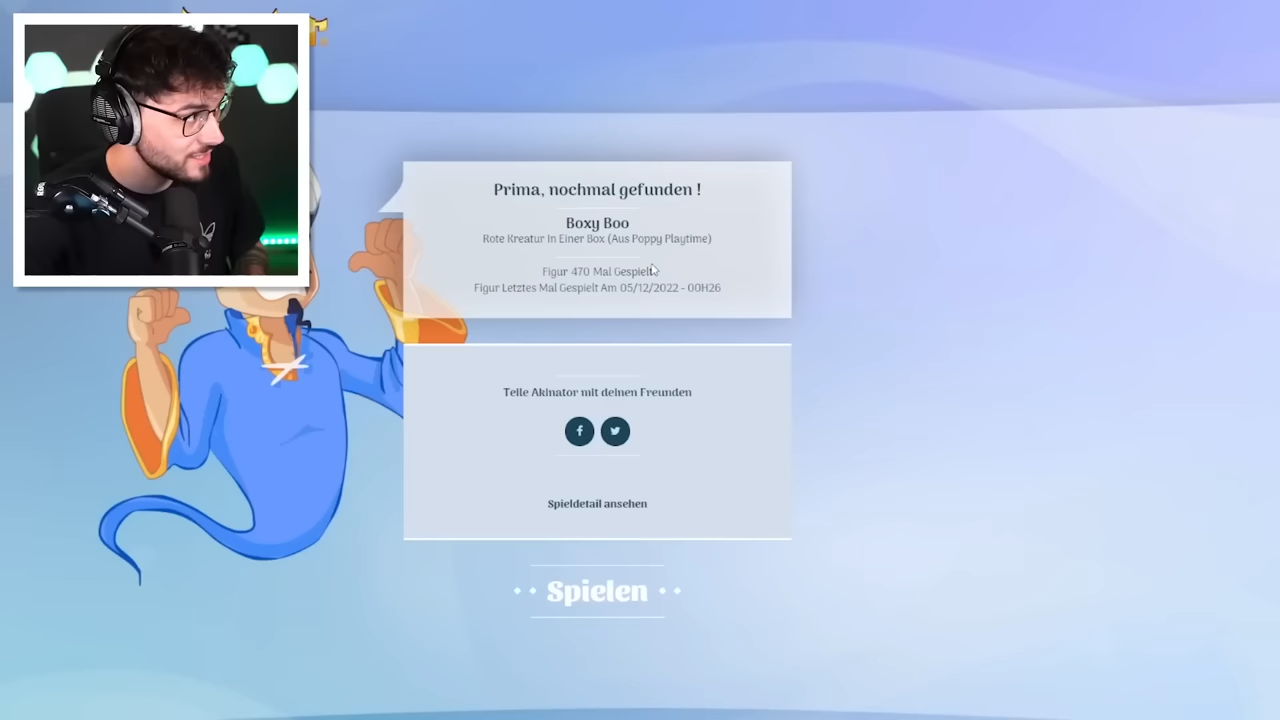 Prima, nochmal gefunden !
Boxy Boo
Rote Kreatur In Einer Box (Aus Poppy Playtime)
Figur 470 Mal Gespielt
Figur Letztes Mal Gespielt Am 05/12/2022 - 00H26
Teile Akinator mit deinen Freunden
Spieldetail ansehen
Spielen